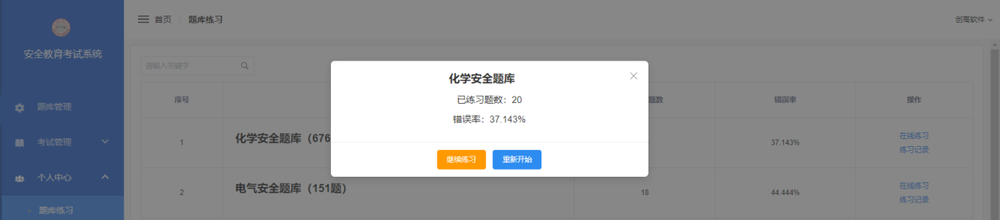 首页 / 题库练习
创高软件
安全教育考试系统
请输入关键字
化学安全题库
已练习题数：20
错误率：37.143%
继续练习
重新开始
序号
题数
错误率
操作
1
化学安全题库（676
37.143%
在线练习
练习记录
2
电气安全题库（151题）
18
44.444%
在线练习
练习记录
题库管理
考试管理
个人中心
题库练习